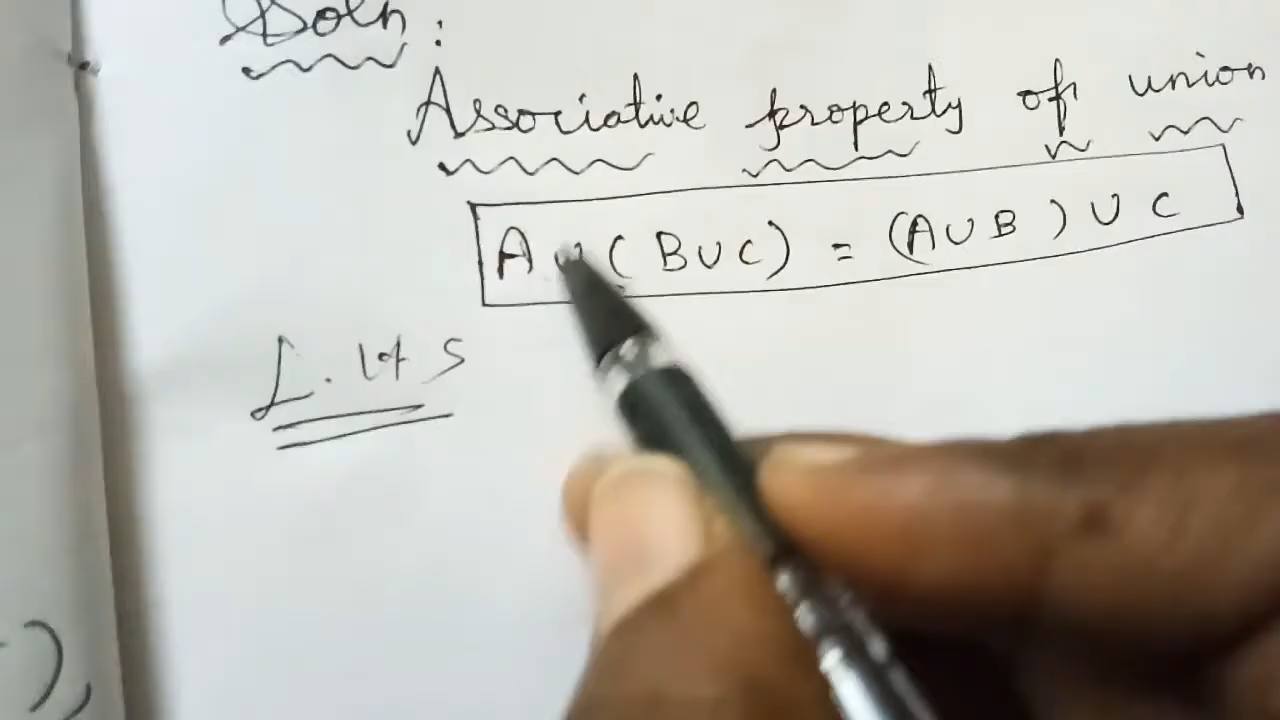 Soln :
Associative property of union
A ∪ ( B ∪ C ) = (A ∪ B ) ∪ C
L. H S
),